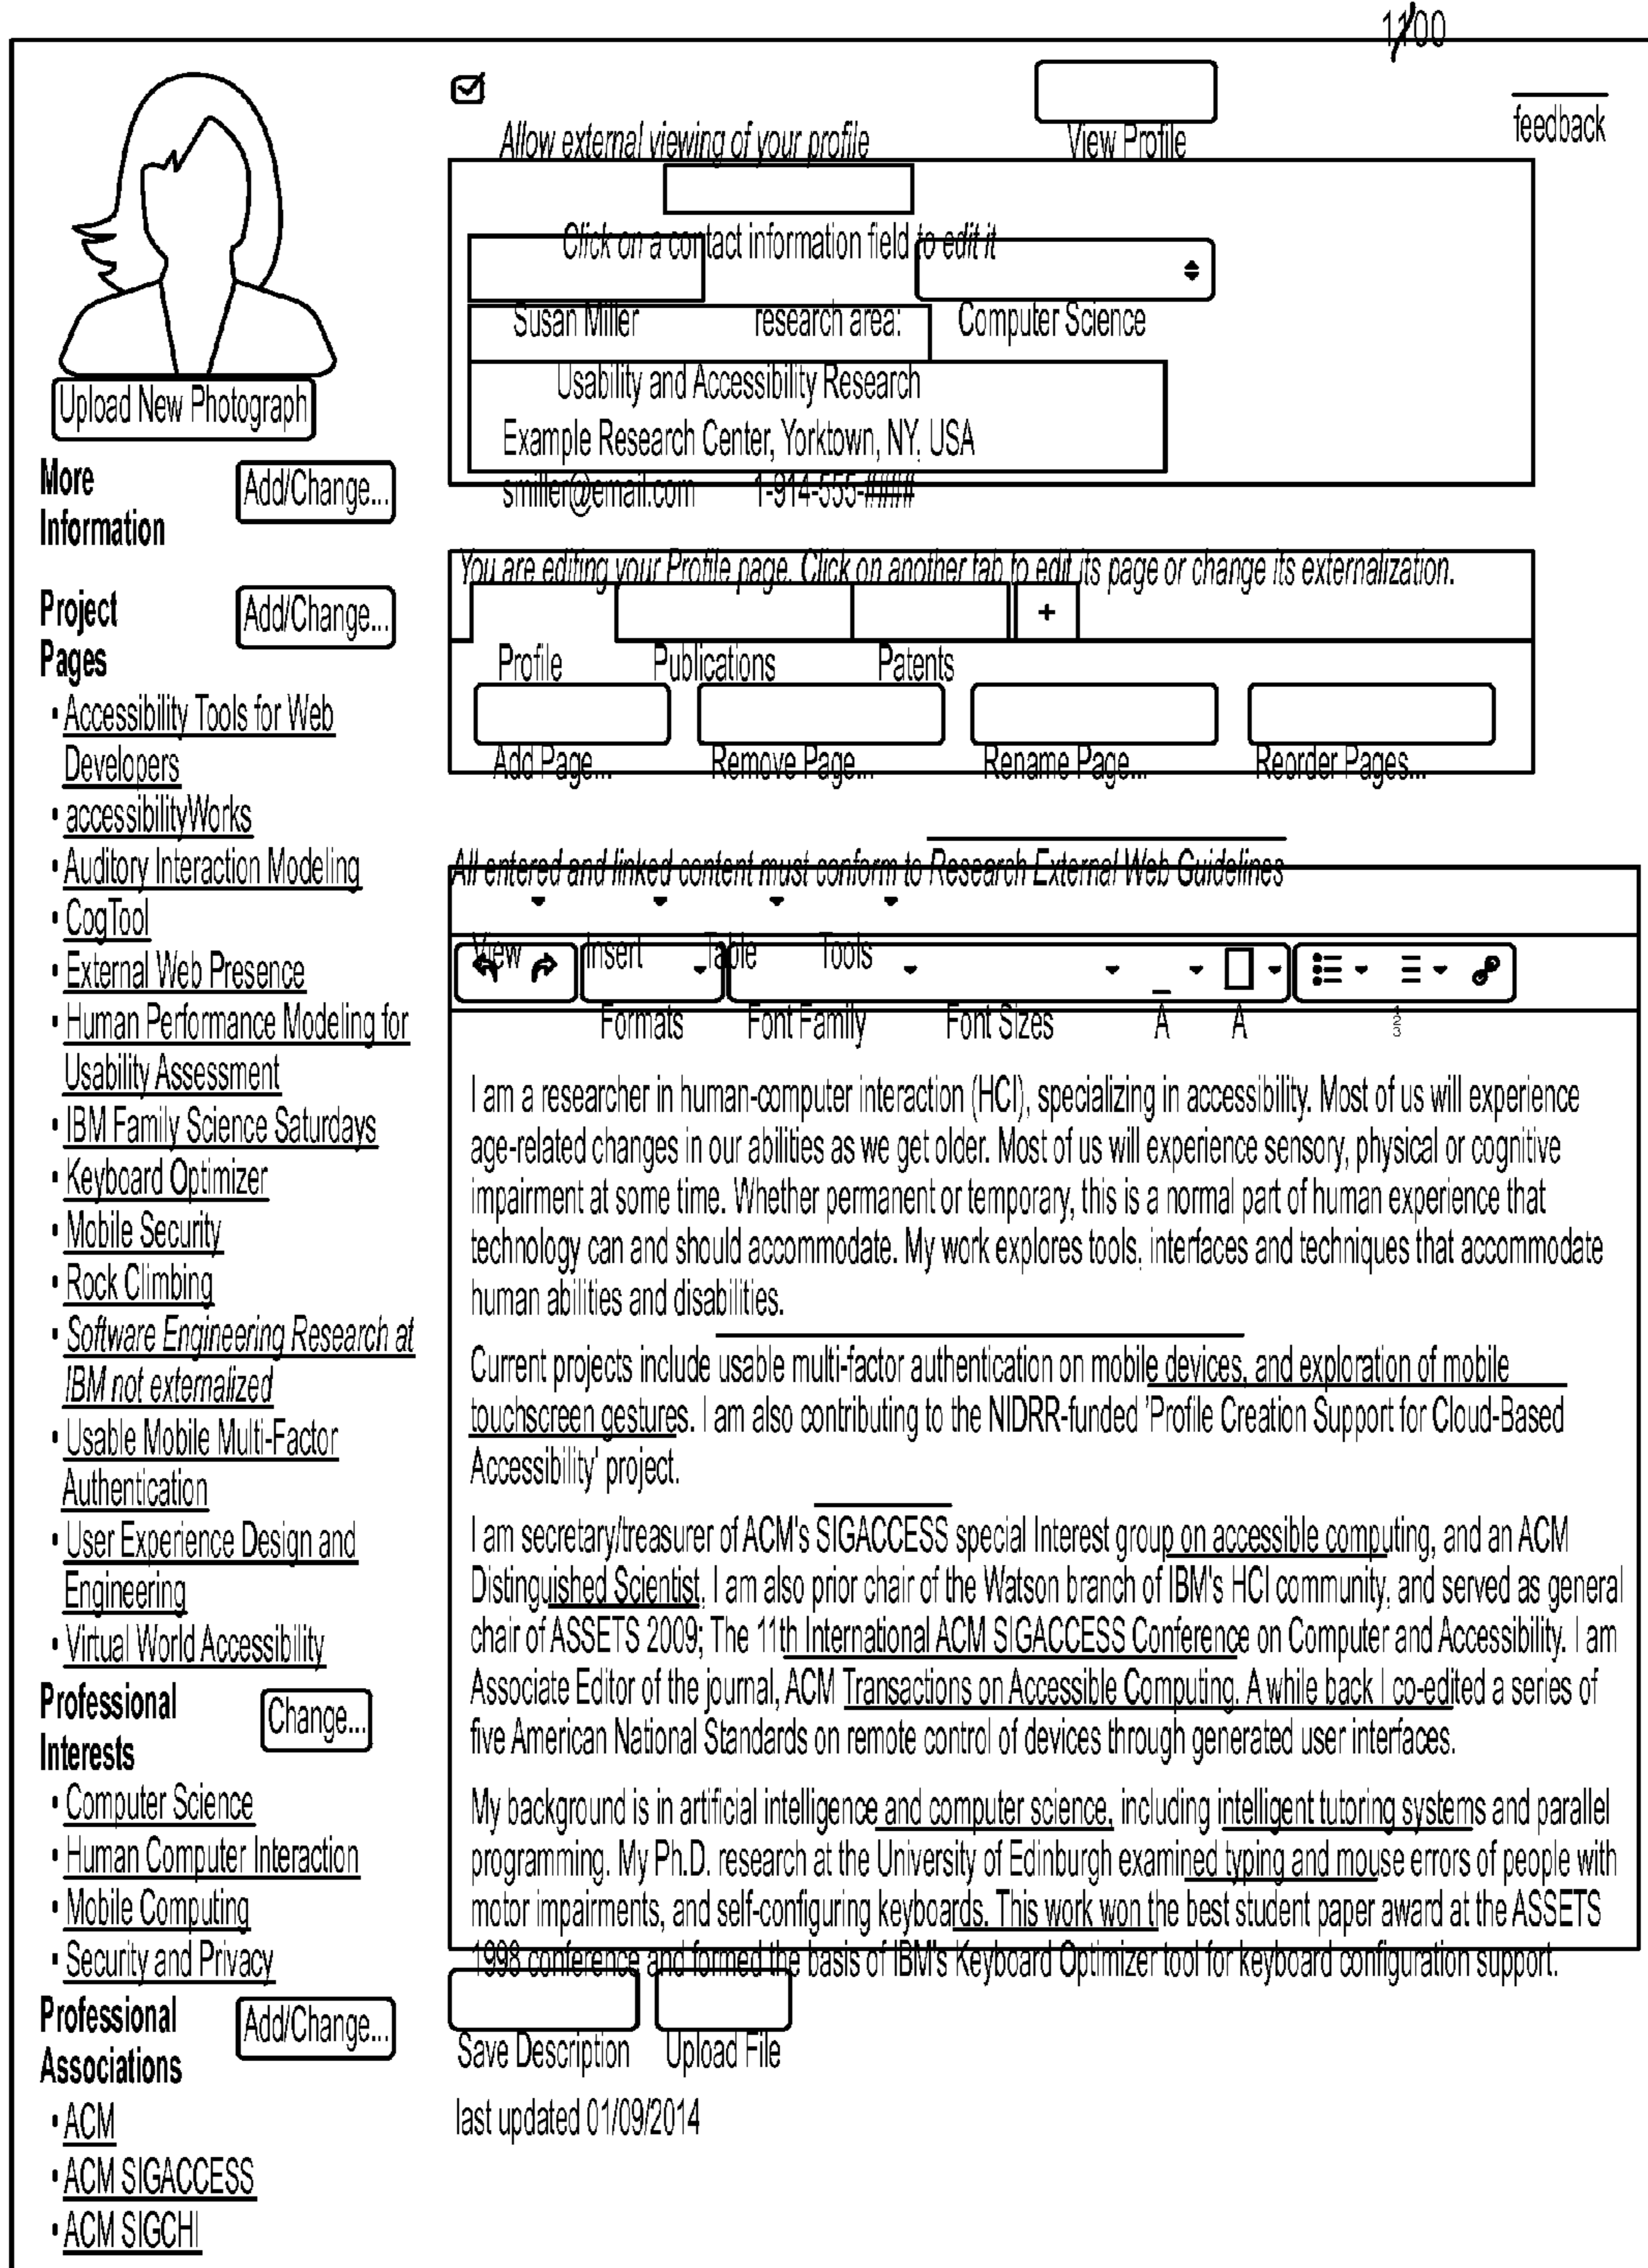 1100
Allow external viewing of your profile
View Profile
feedback
Click on a contact information field to edit it
Susan Miller research area: Computer Science
Usability and Accessibility Research
Example Research Center, Yorktown, NY, USA
smiller@email.com 1-914-555-####
Upload New Photograph
More
Information
Add/Change...
Project
Pages
Add/Change...
• Accessibility Tools for Web
Developers
• accessibilityWorks
• Auditory Interaction Modeling
• CogTool
• External Web Presence
• Human Performance Modeling for
Usability Assessment
• IBM Family Science Saturdays
• Keyboard Optimizer
• Mobile Security
• Rock Climbing
• Software Engineering Research at
IBM not externalized
• Usable Mobile Multi-Factor
Authentication
• User Experience Design and
Engineering
• Virtual World Accessibility
Professional
Interests
Change...
• Computer Science
• Human Computer Interaction
• Mobile Computing
• Security and Privacy
Professional
Associations
Add/Change...
• ACM
• ACM SIGACCESS
• ACM SIGCHI
You are editing your Profile page. Click on another tab to edit its page or change its externalization.
+
Profile Publications Patents
Add Page... Remove Page... Rename Page... Reorder Pages...
All entered and linked content must conform to Research External Web Guidelines
View Insert Table Tools
Formats Font Family Font Sizes A A 1 2 3
I am a researcher in human-computer interaction (HCI), specializing in accessibility. Most of us will experience
age-related changes in our abilities as we get older. Most of us will experience sensory, physical or cognitive
impairment at some time. Whether permanent or temporary, this is a normal part of human experience that
technology can and should accommodate. My work explores tools, interfaces and techniques that accommodate
human abilities and disabilities.
Current projects include usable multi-factor authentication on mobile devices, and exploration of mobile
touchscreen gestures. I am also contributing to the NIDRR-funded 'Profile Creation Support for Cloud-Based
Accessibility' project.
I am secretary/treasurer of ACM's SIGACCESS special Interest group on accessible computing, and an ACM
Distinguished Scientist, I am also prior chair of the Watson branch of IBM's HCI community, and served as general
chair of ASSETS 2009; The 11th International ACM SIGACCESS Conference on Computer and Accessibility. I am
Associate Editor of the journal, ACM Transactions on Accessible Computing. A while back I co-edited a series of
five American National Standards on remote control of devices through generated user interfaces.
My background is in artificial intelligence and computer science, including intelligent tutoring systems and parallel
programming. My Ph.D. research at the University of Edinburgh examined typing and mouse errors of people with
motor impairments, and self-configuring keyboards. This work won the best student paper award at the ASSETS
1998 conference and formed the basis of IBM's Keyboard Optimizer tool for keyboard configuration support.
Save Description Upload File
last updated 01/09/2014